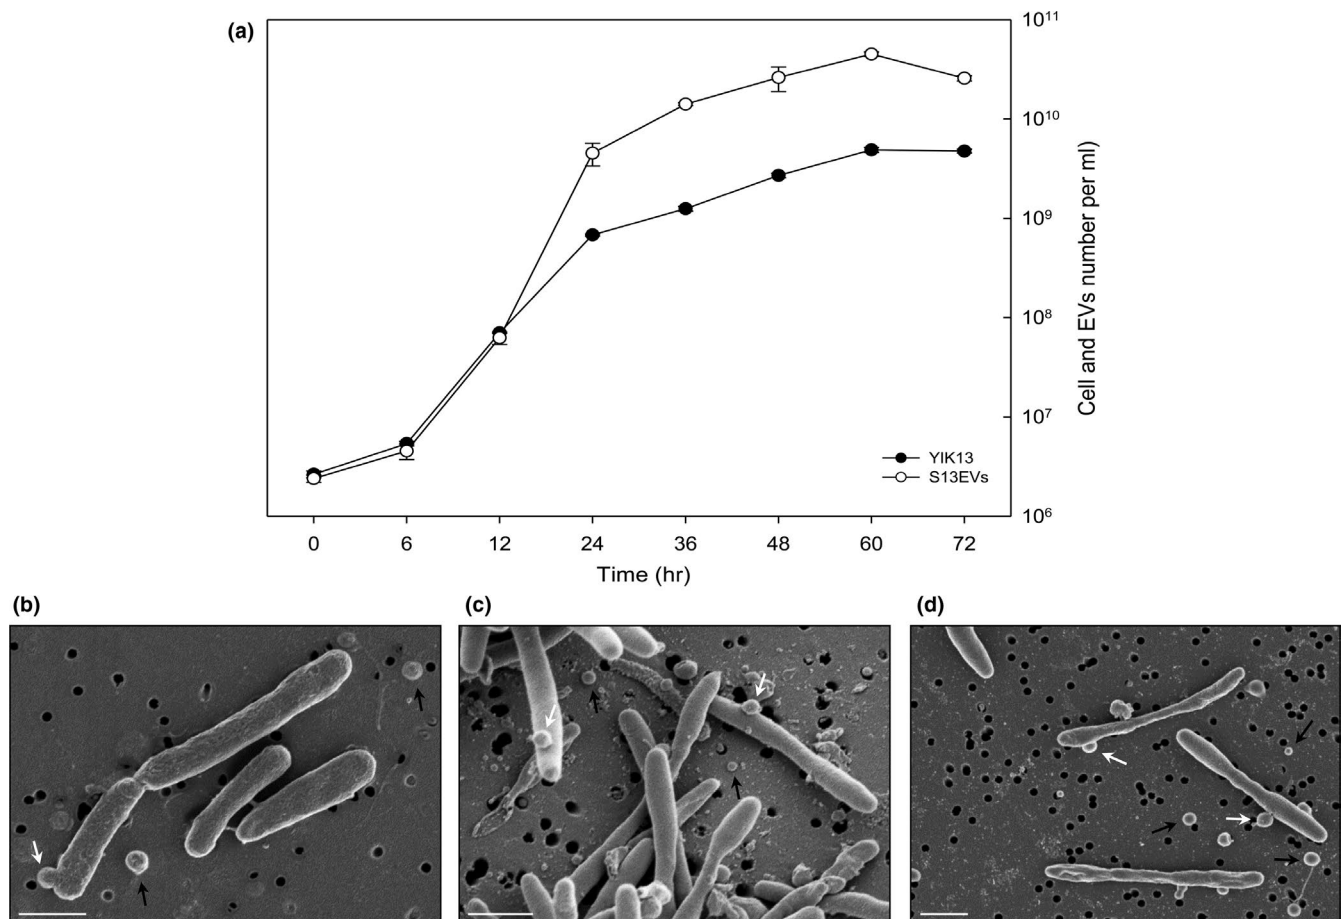 (a)
10¹¹
10¹⁰
10⁹
10⁸
10⁷
10⁶
Cell and EVs number per ml)
YIK13
S13EVs
0 6 12 24 36 48 60 72
Time (hr)
(b) (c) (d)